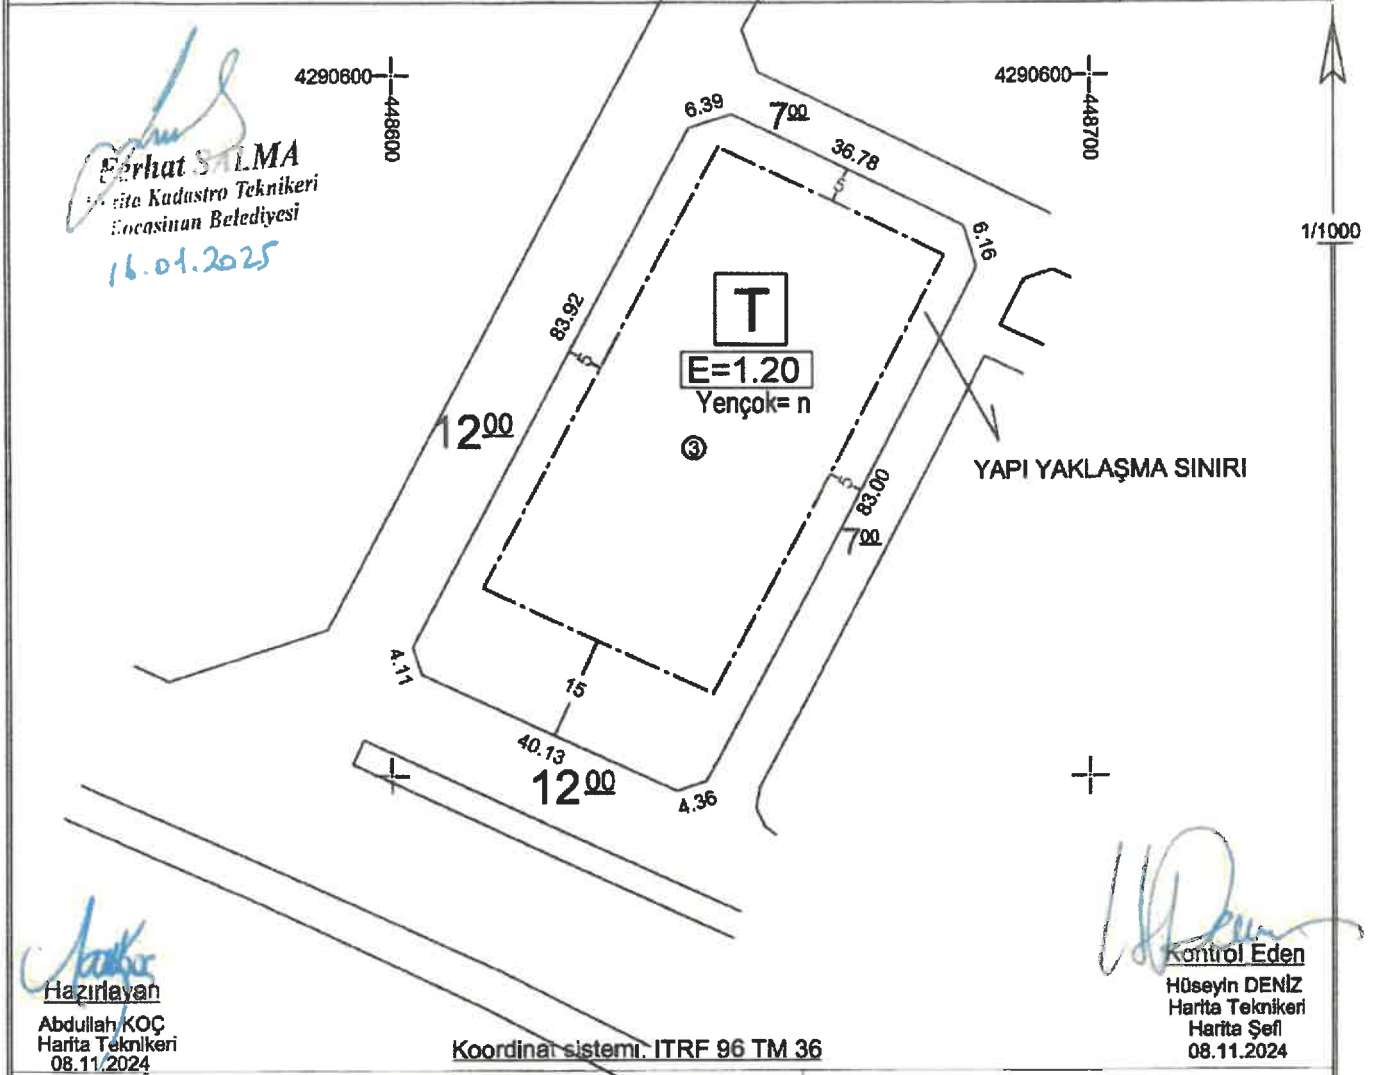 4290600
448600
4290600
448700
6.39
7 00
36.78
5
6.16
1/1000
Ferhat SALMA
Kadastro Teknikeri
Kocasinan Belediyesi
16.01.2025
83.92
5
T
E=1.20
Yençok= n
3
12 00
YAPI YAKLAŞMA SINIRI
5
83.00
7 00
4.11
15
40.13
12 00
4.36
Hazırlayan
Abdullah KOÇ
Harita Teknikeri
08.11.2024
Koordinat sistemi: ITRF 96 TM 36
Kontrol Eden
Hüseyin DENİZ
Harita Teknikeri
Harita Şefi
08.11.2024